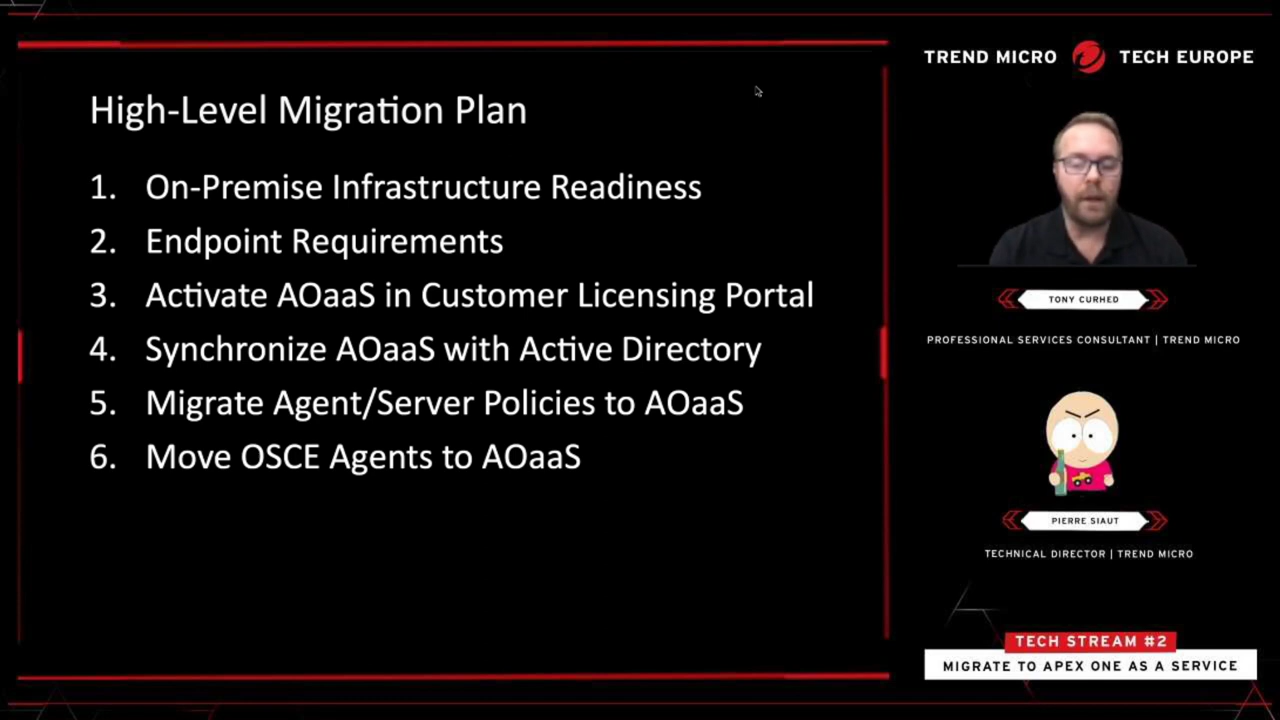 High-Level Migration Plan
1. On-Premise Infrastructure Readiness
2. Endpoint Requirements
3. Activate AOaaS in Customer Licensing Portal
4. Synchronize AOaaS with Active Directory
5. Migrate Agent/Server Policies to AOaaS
6. Move OSCE Agents to AOaaS
TREND MICRO TECH EUROPE
TONY CURHED
PROFESSIONAL SERVICES CONSULTANT | TREND MICRO
PIERRE SIAUT
TECHNICAL DIRECTOR | TREND MICRO
TECH STREAM #2
MIGRATE TO APEX ONE AS A SERVICE